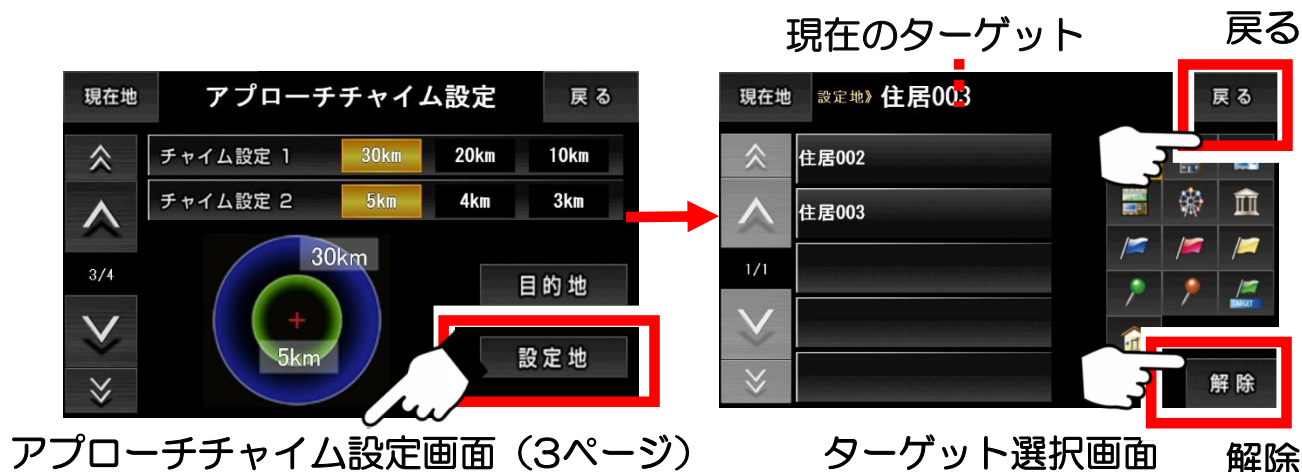 現在のターゲット
戻る
現在地
アプローチチャイム設定
戻る
チャイム設定 1
30km
20km
10km
チャイム設定 2
5km
4km
3km
3/4
30km
5km
目的地
設定地
現在地
設定地》住居003
戻る
住居002
住居003
1/1
TARGET
解除
アプローチチャイム設定画面（3ページ）
ターゲット選択画面
解除